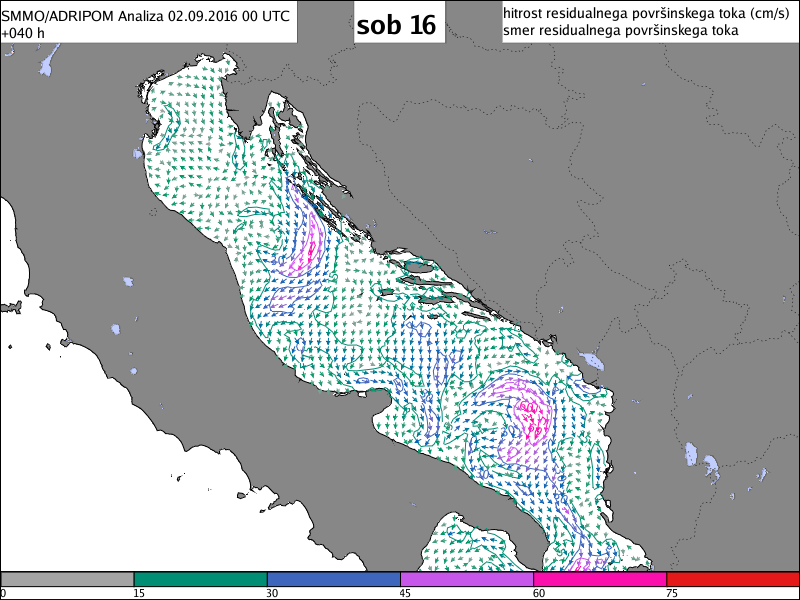 SMMO/ADRIPOM Analiza 02.09.2016 00 UTC
+040 h
sob 16
hitrost residualnega površinskega toka (cm/s)
smer residualnega površinskega toka
0 15 30 45 60 75